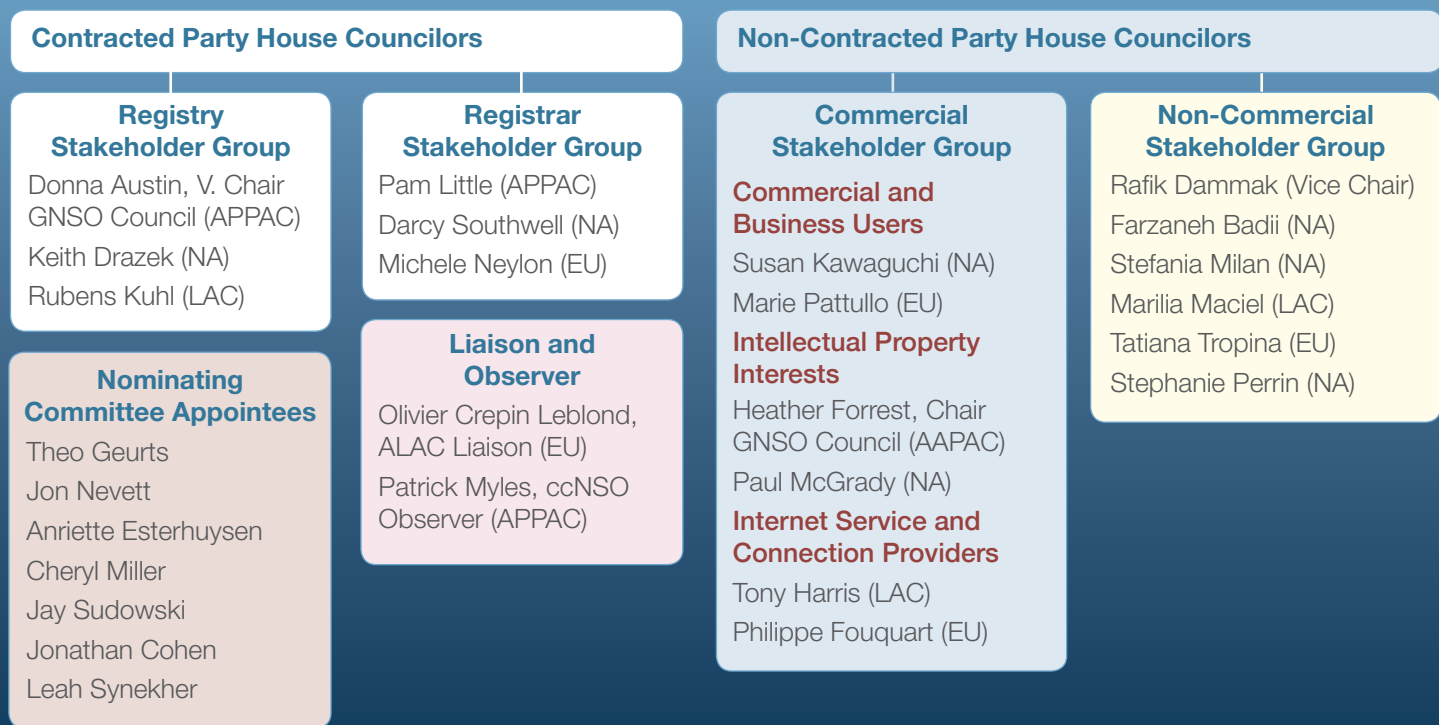 Contracted Party House Councilors
Registry
Stakeholder Group
Donna Austin, V. Chair
GNSO Council (APPAC)
Keith Drazek (NA)
Rubens Kuhl (LAC)
Registrar
Stakeholder Group
Pam Little (APPAC)
Darcy Southwell (NA)
Michele Neylon (EU)
Nominating
Committee Appointees
Theo Geurts
Jon Nevett
Anriette Esterhuysen
Cheryl Miller
Jay Sudowski
Jonathan Cohen
Leah Synekher
Liaison and
Observer
Olivier Crepin Leblond,
ALAC Liaison (EU)
Patrick Myles, ccNSO
Observer (APPAC)
Non-Contracted Party House Councilors
Commercial
Stakeholder Group
Commercial and
Business Users
Susan Kawaguchi (NA)
Marie Pattullo (EU)
Intellectual Property
Interests
Heather Forrest, Chair
GNSO Council (AAPAC)
Paul McGrady (NA)
Internet Service and
Connection Providers
Tony Harris (LAC)
Philippe Fouquart (EU)
Non-Commercial
Stakeholder Group
Rafik Dammak (Vice Chair)
Farzaneh Badii (NA)
Stefania Milan (NA)
Marilia Maciel (LAC)
Tatiana Tropina (EU)
Stephanie Perrin (NA)